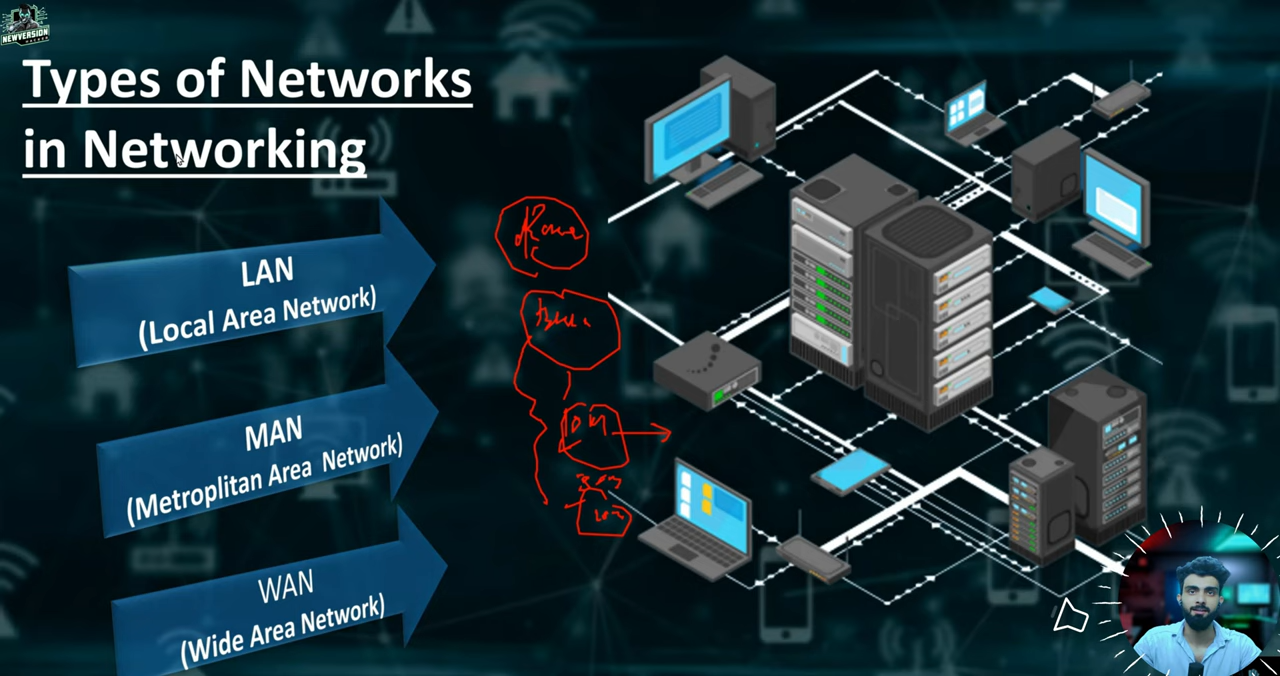 NEWVERSION
Types of Networks
in Networking
LAN
(Local Area Network)
MAN
(Metroplitan Area Network)
WAN
(Wide Area Network)